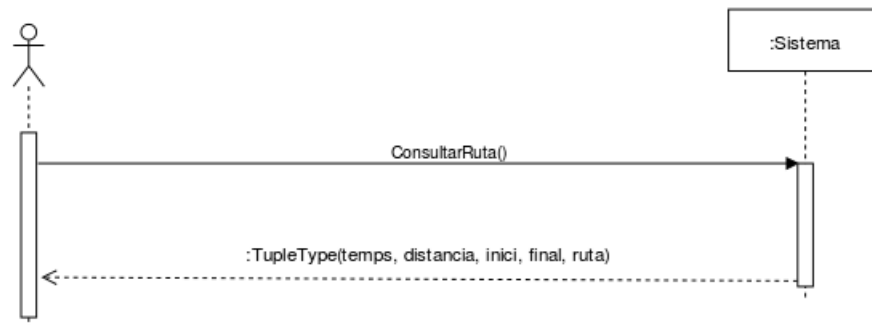 :Sistema
ConsultarRuta()
:TupleType(temps, distancia, inici, final, ruta)